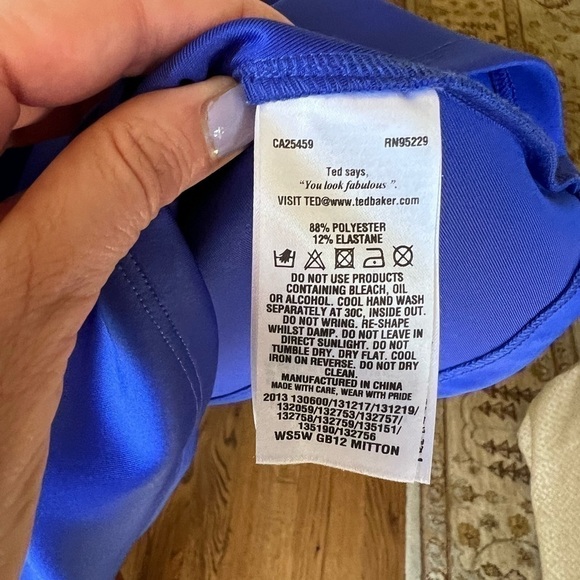 CA25459 RN95229
Ted says,
"You look fabulous".
VISIT TED@www.tedbaker.com
88% POLYESTER
12% ELASTANE
DO NOT USE PRODUCTS
CONTAINING BLEACH, OIL
OR ALCOHOL. COOL HAND WASH
SEPARATELY AT 30C, INSIDE OUT.
DO NOT WRING. RE-SHAPE
WHILST DAMP. DO NOT LEAVE IN
DIRECT SUNLIGHT. DO NOT
TUMBLE DRY. DRY FLAT. COOL
IRON ON REVERSE. DO NOT DRY
CLEAN.
MANUFACTURED IN CHINA
MADE WITH CARE, WEAR WITH PRIDE
2013 130600/131217/131219/
132059/132753/132757/
132758/132759/135151/
135190/132756
WS5W GB12 MITTON